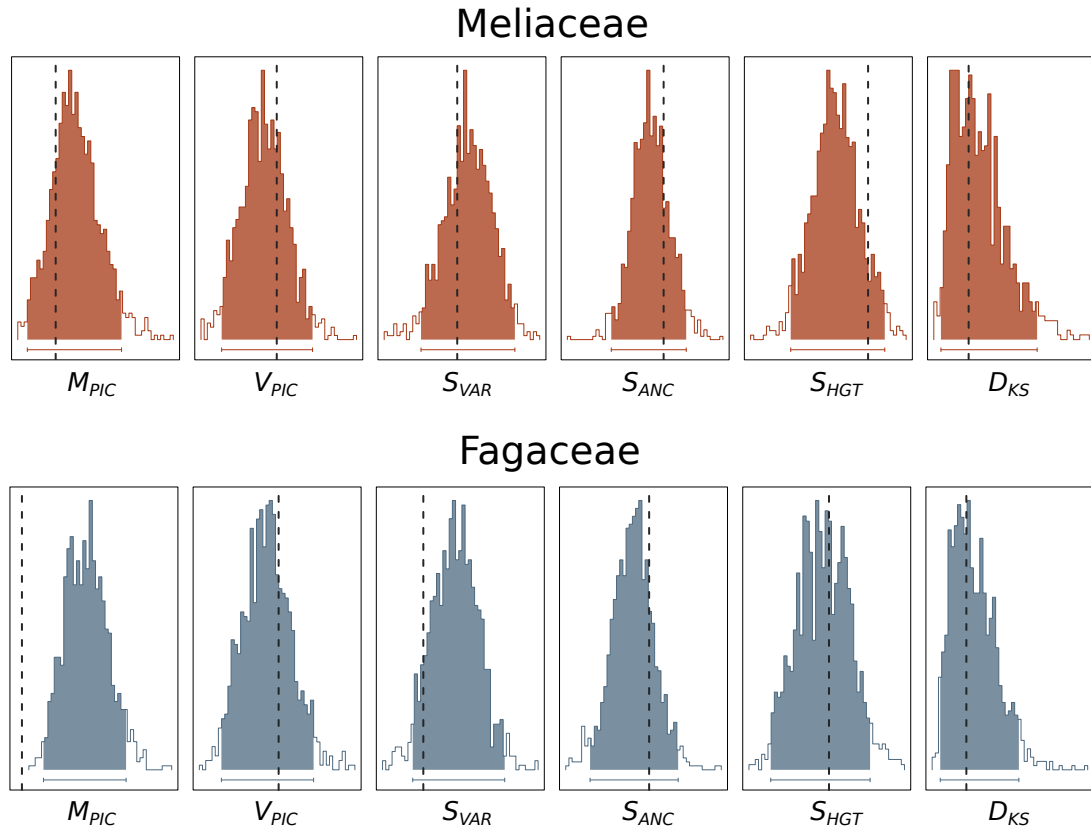 Meliaceae
M_PIC V_PIC S_VAR S_ANC S_HGT D_KS
Fagaceae
M_PIC V_PIC S_VAR S_ANC S_HGT D_KS